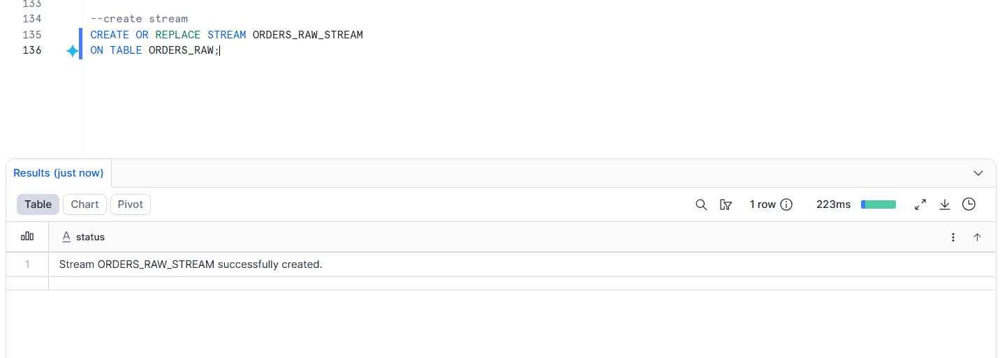 133
134 --create stream
135 CREATE OR REPLACE STREAM ORDERS_RAW_STREAM
136 ON TABLE ORDERS_RAW;
Results (just now)
Table Chart Pivot 1 row 223ms
A status
1 Stream ORDERS_RAW_STREAM successfully created.